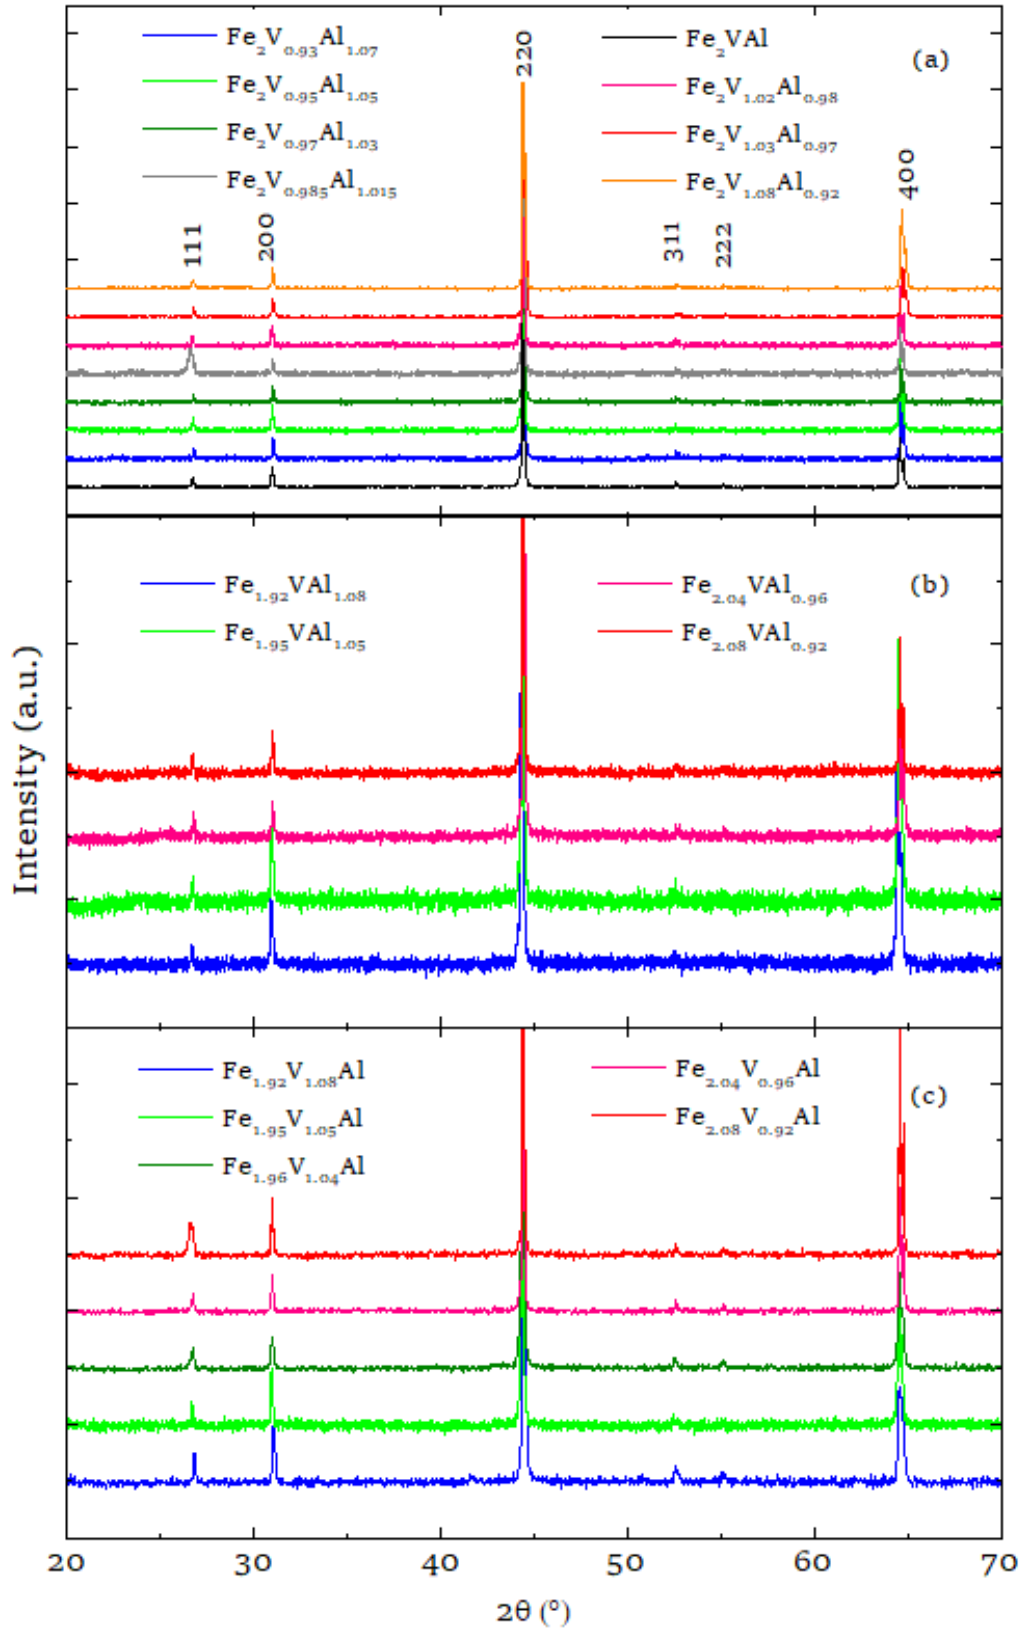 Fe₂V₀.₉₃Al₁.₀₇
Fe₂V₀.₉₅Al₁.₀₅
Fe₂V₀.₉₇Al₁.₀₃
Fe₂V₀.₉₈₅Al₁.₀₁₅
Fe₂VAl
Fe₂V₁.₀₂Al₀.₉₈
Fe₂V₁.₀₃Al₀.₉₇
Fe₂V₁.₀₈Al₀.₉₂
(a)
111
200
220
311
222
400
Fe₁.₉₂VAl₁.₀₈
Fe₁.₉₅VAl₁.₀₅
Fe₂.₀₄VAl₀.₉₆
Fe₂.₀₈VAl₀.₉₂
(b)
Intensity (a.u.)
Fe₁.₉₂V₁.₀₈Al
Fe₁.₉₅V₁.₀₅Al
Fe₁.₉₆V₁.₀₄Al
Fe₂.₀₄V₀.₉₆Al
Fe₂.₀₈V₀.₉₂Al
(c)
20 30 40 50 60 70
2θ (°)